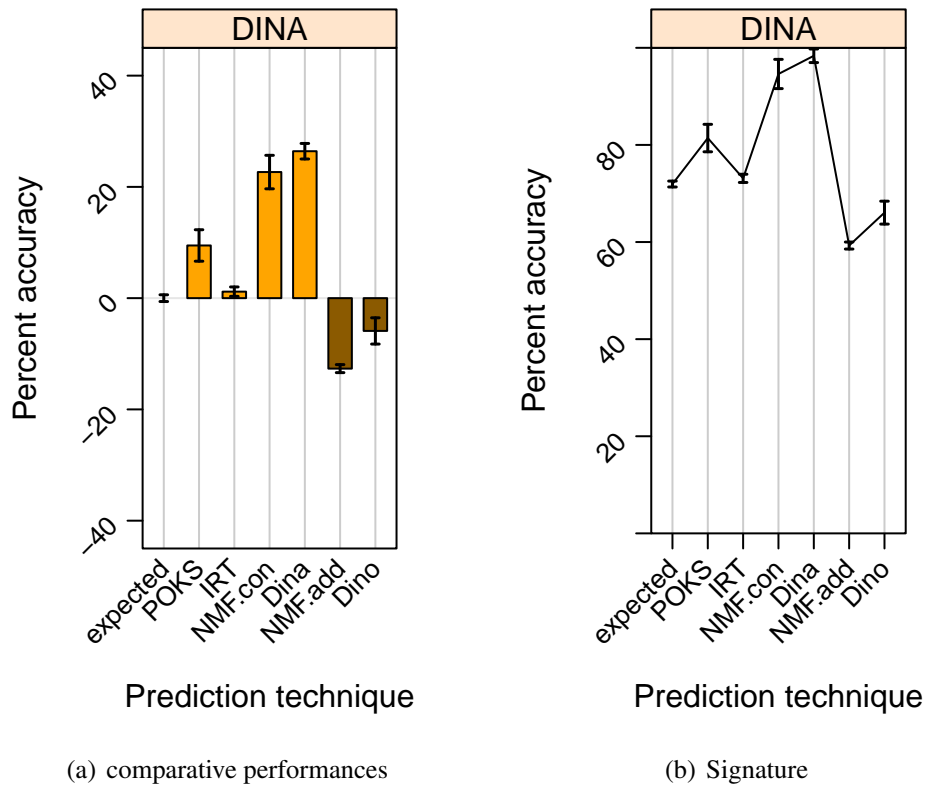 DINA
Percent accuracy
40
20
0
−20
−40
expected
POKS
IRT
NMF.con
Dina
NMF.add
Dino
Prediction technique
(a) comparative performances
DINA
Percent accuracy
80
60
40
20
expected
POKS
IRT
NMF.con
Dina
NMF.add
Dino
Prediction technique
(b) Signature